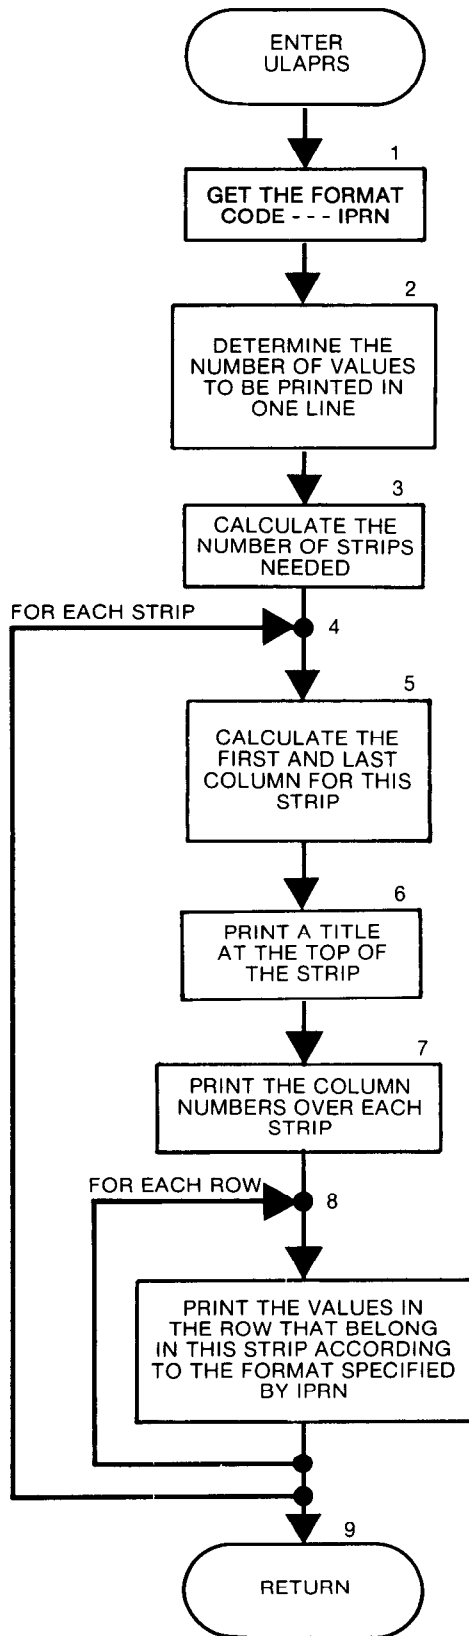 ENTER
ULAPRS
1
GET THE FORMAT
CODE --- IPRN
2
DETERMINE THE
NUMBER OF VALUES
TO BE PRINTED IN
ONE LINE
3
CALCULATE THE
NUMBER OF STRIPS
NEEDED
FOR EACH STRIP
4
5
CALCULATE THE
FIRST AND LAST
COLUMN FOR THIS
STRIP
6
PRINT A TITLE
AT THE TOP OF
THE STRIP
7
PRINT THE COLUMN
NUMBERS OVER EACH
STRIP
FOR EACH ROW
8
PRINT THE VALUES IN
THE ROW THAT BELONG
IN THIS STRIP ACCORDING
TO THE FORMAT SPECIFIED
BY IPRN
9
RETURN